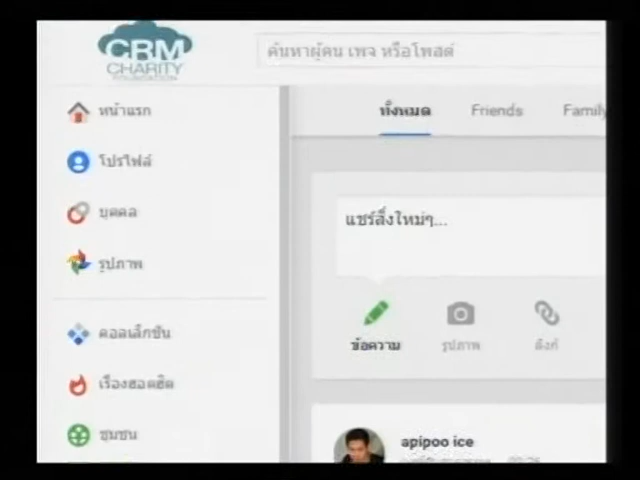 CRM
CHARITY
FOUNDATION
ค้นหาผู้คน เพจ หรือโพสต์
หน้าแรก
โปรไฟล์
บุคคล
รูปภาพ
คอลเล็กชัน
เรื่องฮอตฮิต
ชุมชน
ทั้งหมด
Friends
Family
แชร์สิ่งใหม่ๆ...
ข้อความ
รูปภาพ
ลิงก์
apipoo ice